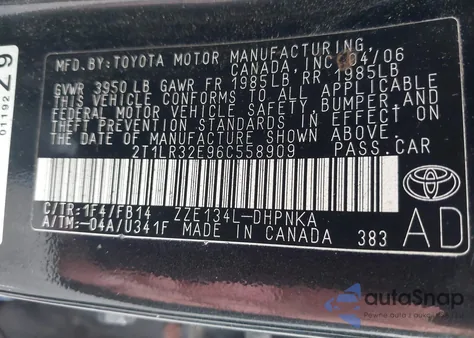 MFD. BY: TOYOTA MOTOR MANUFACTURING,
CANADA, INC. 04/06
GVWR 3950 LB GAWR FR 1985LB, RR 1985LB
THIS VEHICLE CONFORMS TO ALL APPLICABLE
FEDERAL MOTOR VEHICLE SAFETY, BUMPER AND
THEFT PREVENTION STANDARDS IN EFFECT ON
THE DATE OF MANUFACTURE SHOWN ABOVE.
2T1LR32E96C558909 PASS.CAR
C/TR: 1F4/FB14 ZZE134L-DHPNKA
A/TM: -04A/U341F
MADE IN CANADA 383
TOYOTA
AD
01192
29
autoSnap